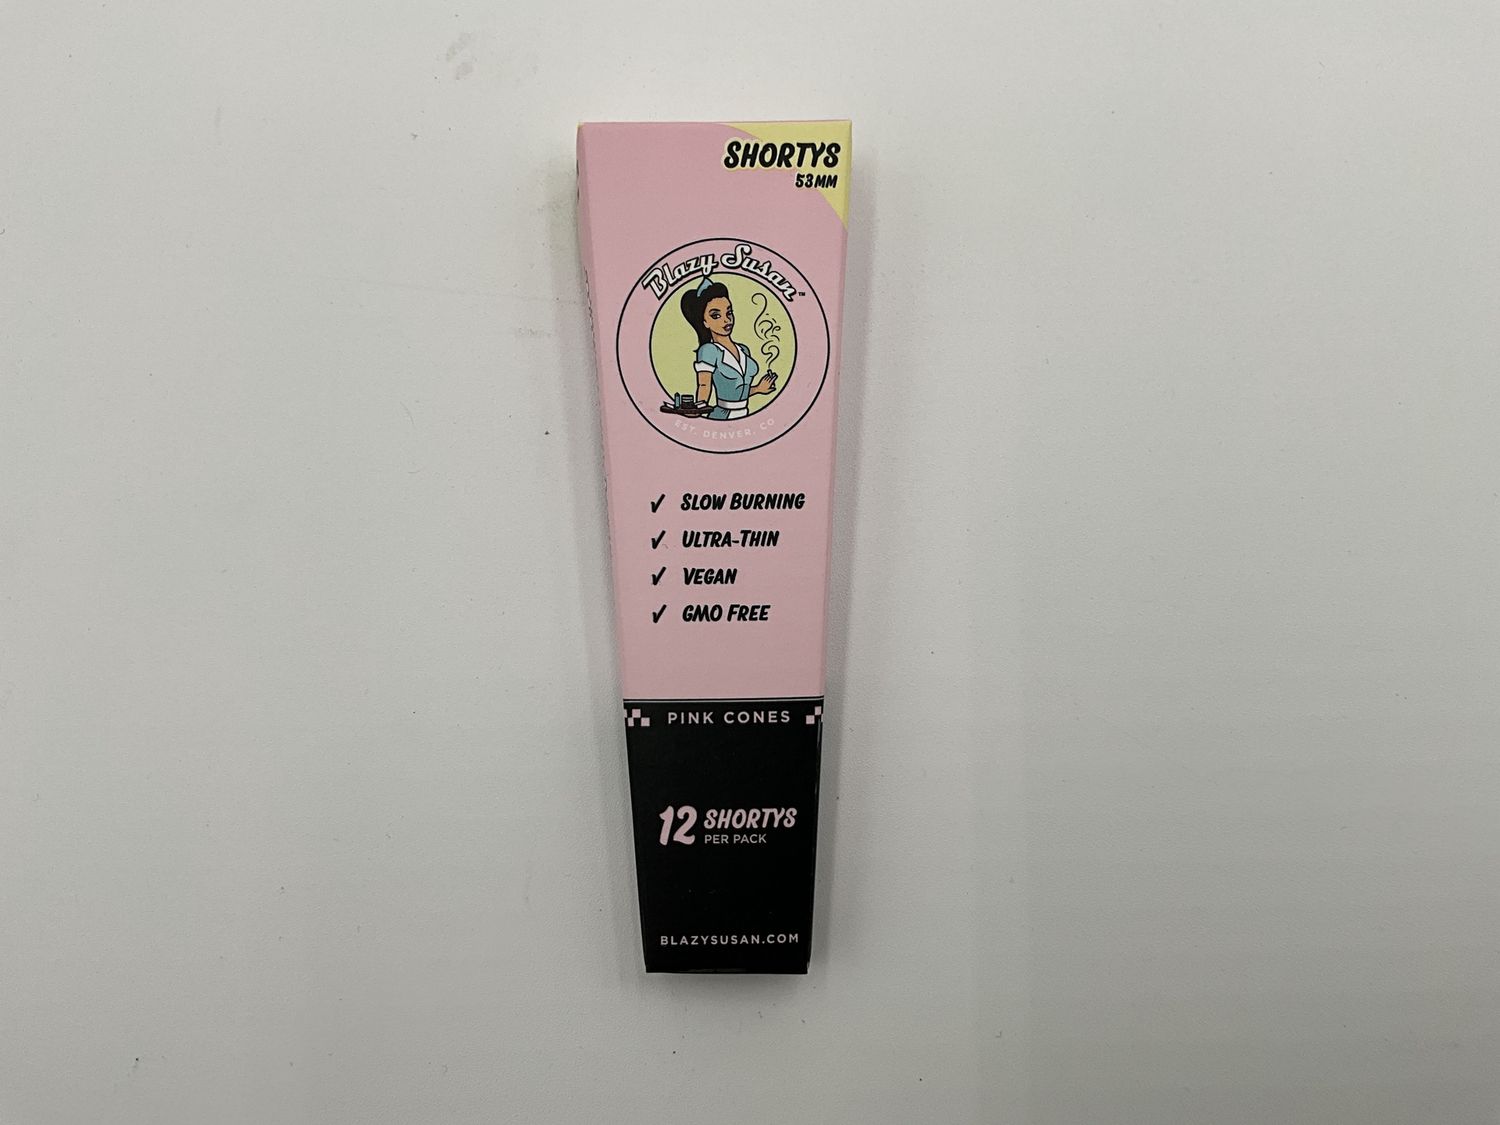 SHORTYS
53MM
Blazy Susan™
EST. DENVER, CO
✓ SLOW BURNING
✓ ULTRA-THIN
✓ VEGAN
✓ GMO FREE
PINK CONES
12 SHORTYS
PER PACK
BLAZYSUSAN.COM